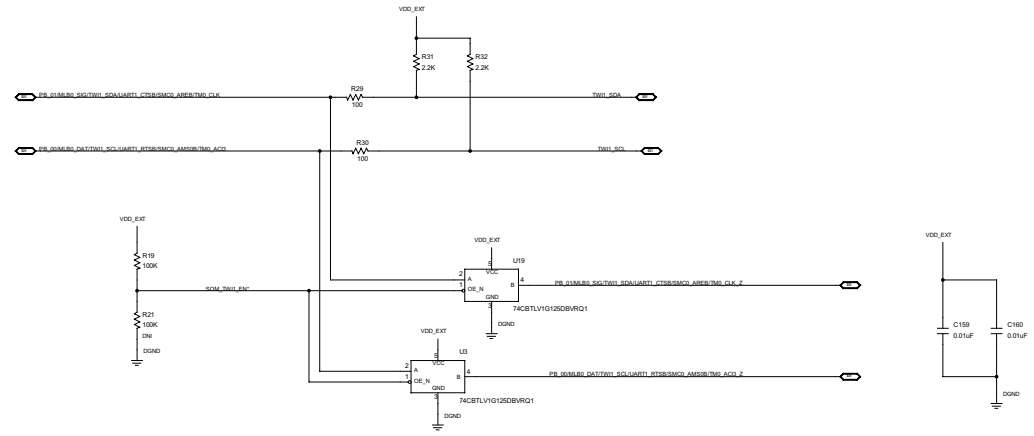 VDD_EXT
R31
2.2K
R32
2.2K
PB_01/MLB0_SIG/TWI1_SDA/UART1_CTSB/SMC0_AREB/TM0_CLK
R29
100
TWI1_SDA
PB_00/MLB0_DAT/TWI1_SCL/UART1_RTSB/SMC0_AMS0B/TM0_ACI3
R30
100
TWI1_SCL
VDD_EXT
R19
100K
SOM_TWI1_EN*
R21
100K
DNI
DGND
VDD_EXT
U19
5
VCC
2
A
1
OE_N
B
4
GND
3
74CBTLV1G125DBVRQ1
DGND
PB_01/MLB0_SIG/TWI1_SDA/UART1_CTSB/SMC0_AREB/TM0_CLK_Z
VDD_EXT
U3
5
VCC
2
A
1
OE_N
B
4
GND
3
74CBTLV1G125DBVRQ1
DGND
PB_00/MLB0_DAT/TWI1_SCL/UART1_RTSB/SMC0_AMS0B/TM0_ACI3_Z
VDD_EXT
C159
0.01uF
C160
0.01uF
DGND